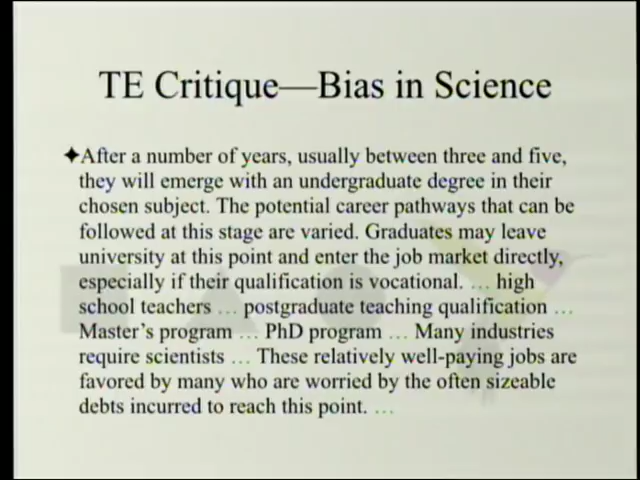 TE Critique—Bias in Science
✦After a number of years, usually between three and five,
they will emerge with an undergraduate degree in their
chosen subject. The potential career pathways that can be
followed at this stage are varied. Graduates may leave
university at this point and enter the job market directly,
especially if their qualification is vocational. … high
school teachers … postgraduate teaching qualification …
Master’s program … PhD program … Many industries
require scientists … These relatively well-paying jobs are
favored by many who are worried by the often sizeable
debts incurred to reach this point. …